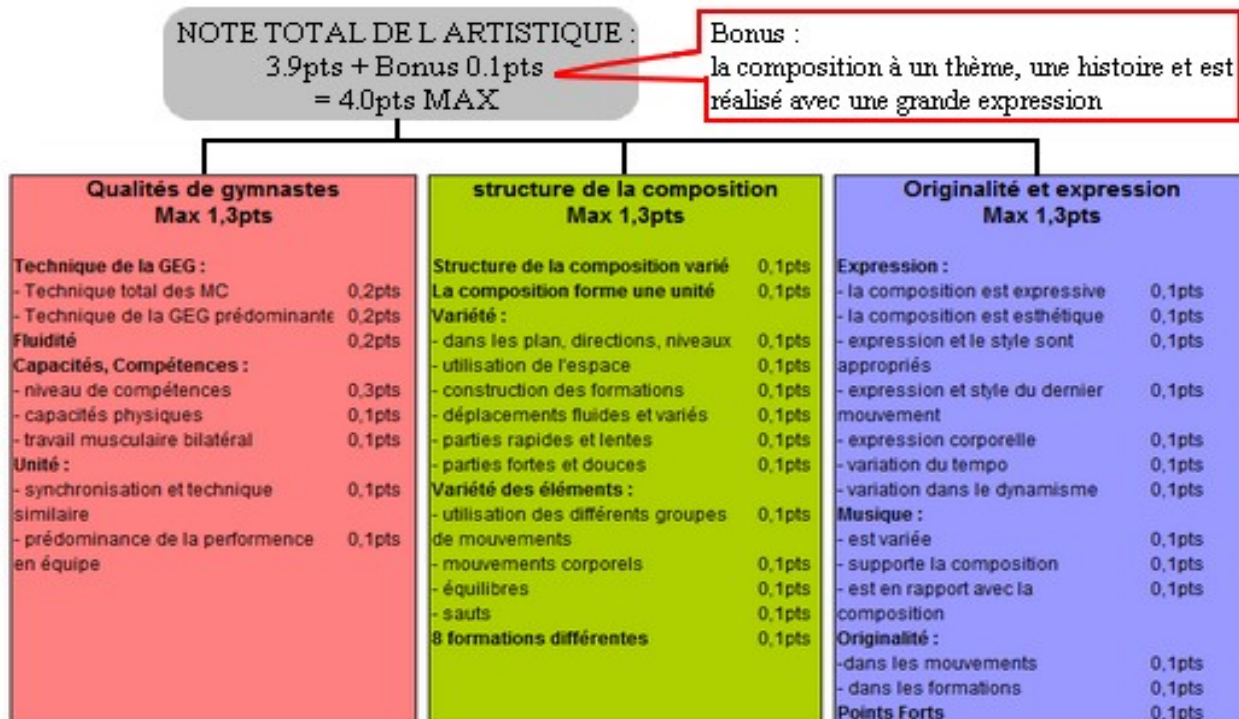 NOTE TOTAL DE L ARTISTIQUE :
3.9pts + Bonus 0.1pts
= 4.0pts MAX
Bonus :
la composition à un thème, une histoire et est
réalisé avec une grande expression
Qualités de gymnastes
Max 1,3pts
Technique de la GEG :
- Technique total des MC 0,2pts
- Technique de la GEG prédominante 0,2pts
Fluidité 0,2pts
Capacités, Compétences :
- niveau de compétences 0,3pts
- capacités physiques 0,1pts
- travail musculaire bilatéral 0,1pts
Unité :
- synchronisation et technique 0,1pts
similaire
- prédominance de la performence 0,1pts
en équipe
structure de la composition
Max 1,3pts
Structure de la composition varié 0,1pts
La composition forme une unité 0,1pts
Variété :
- dans les plan, directions, niveaux 0,1pts
- utilisation de l'espace 0,1pts
- construction des formations 0,1pts
- déplacements fluides et variés 0,1pts
- parties rapides et lentes 0,1pts
- parties fortes et douces 0,1pts
Variété des éléments :
- utilisation des différents groupes 0,1pts
de mouvements
- mouvements corporels 0,1pts
- équilibres 0,1pts
- sauts 0,1pts
8 formations différentes 0,1pts
Originalité et expression
Max 1,3pts
Expression :
- la composition est expressive 0,1pts
- la composition est esthétique 0,1pts
- expression et le style sont 0,1pts
appropriés
- expression et style du dernier 0,1pts
mouvement
- expression corporelle 0,1pts
- variation du tempo 0,1pts
- variation dans le dynamisme 0,1pts
Musique :
- est variée 0,1pts
- supporte la composition 0,1pts
- est en rapport avec la 0,1pts
composition
Originalité :
-dans les mouvements 0,1pts
- dans les formations 0,1pts
Points Forts 0,1pts